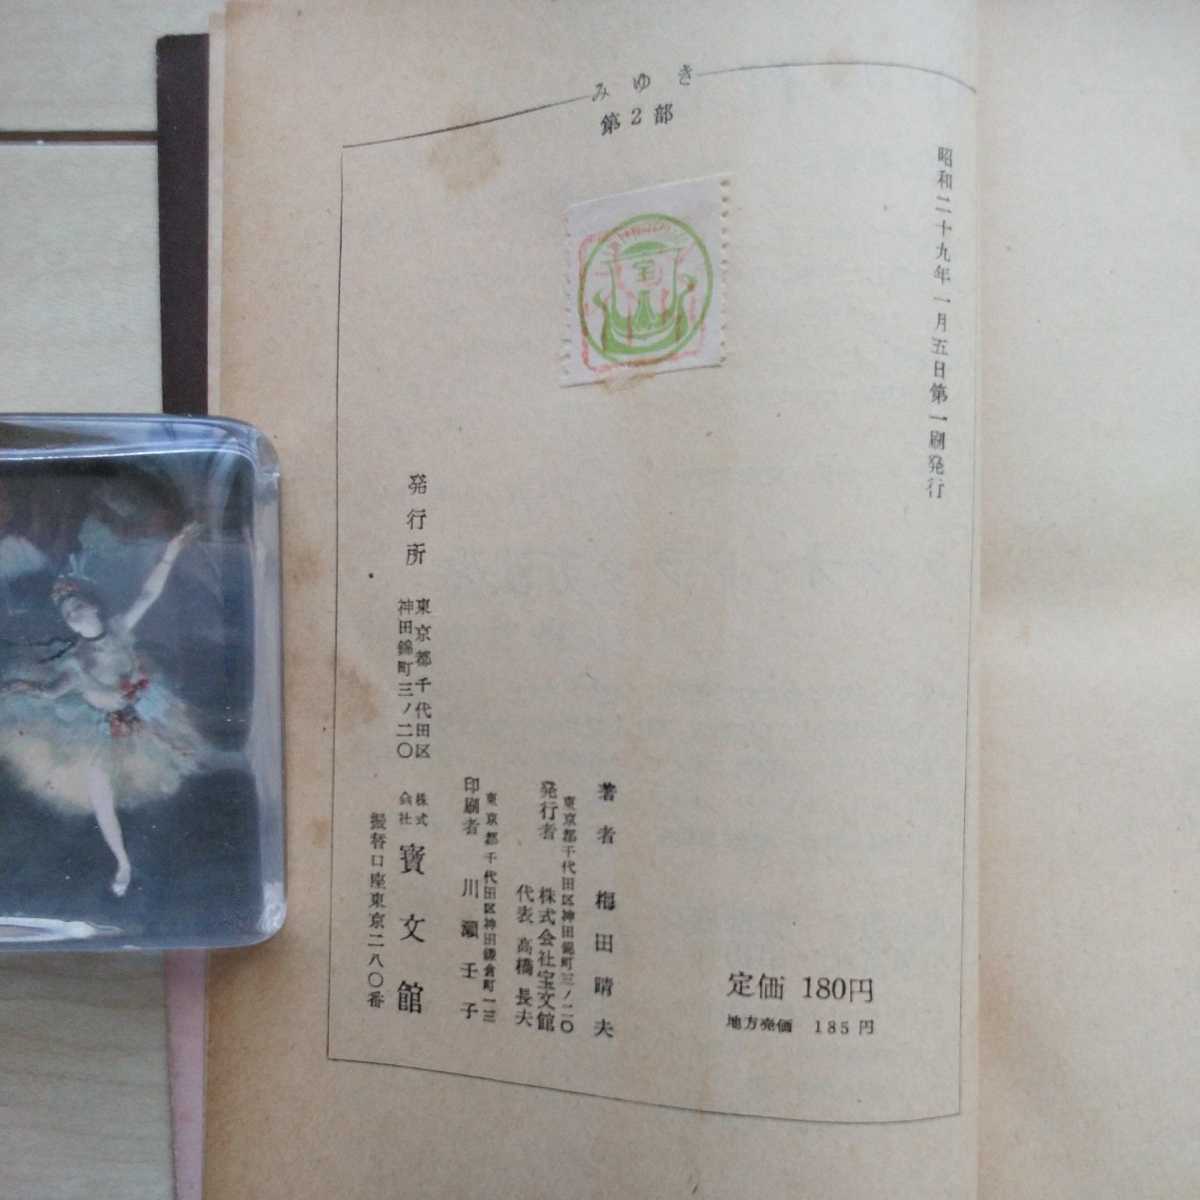 みゆき
第2部
昭和二十九年一月五日第一刷発行
宝
定価 180円
地方売価 185円
著者 梅田晴夫
東京都千代田区神田錦町三ノ二〇
発行者 株式会社宝文館
代表 高橋長夫
東京都千代田区神田鎌倉町一三
印刷者 川瀬壬子
発行所
東京都千代田区
神田錦町三ノ二〇
株式
会社
寳文館
振替口座東京二八〇番